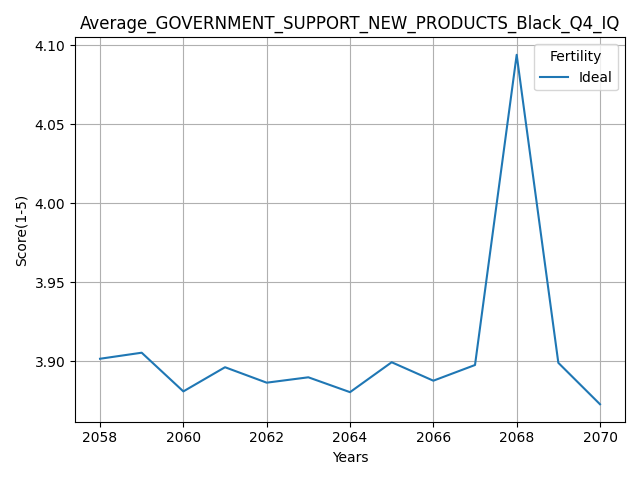 Average_GOVERNMENT_SUPPORT_NEW_PRODUCTS_Black_Q4_IQ
4.10
4.05
4.00
3.95
3.90
Score(1-5)
Fertility
Ideal
2058 2060 2062 2064 2066 2068 2070
Years